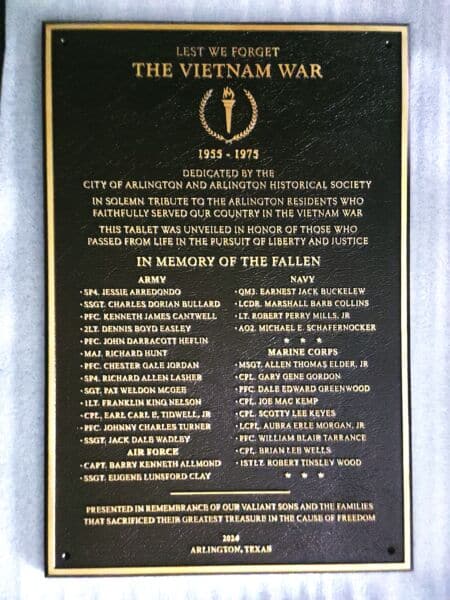 LEST WE FORGET
THE VIETNAM WAR
1955 - 1975
DEDICATED BY THE
CITY OF ARLINGTON AND ARLINGTON HISTORICAL SOCIETY
IN SOLEMN TRIBUTE TO THE ARLINGTON RESIDENTS WHO
FAITHFULLY SERVED OUR COUNTRY IN THE VIETNAM WAR
THIS TABLET WAS UNVEILED IN HONOR OF THOSE WHO
PASSED FROM LIFE IN THE PURSUIT OF LIBERTY AND JUSTICE
IN MEMORY OF THE FALLEN
ARMY
• SP4. JESSIE ARREDONDO
• SSGT. CHARLES DORIAN BULLARD
• PFC. KENNETH JAMES CANTWELL
• 2LT. DENNIS BOYD EASLEY
• PFC. JOHN DARRACOTT HEFLIN
• MAJ. RICHARD HUNT
• PFC. CHESTER GALE JORDAN
• SP4. RICHARD ALLEN LASHER
• SGT. PAT WELDON MCGEE
• 1LT. FRANKLIN KING NELSON
• CPL. EARL CARL E. TIDWELL, JR
• PFC. JOHNNY CHARLES TURNER
• SSGT. JACK DALE WADLEY
AIR FORCE
• CAPT. BARRY KENNETH ALLMOND
• SSGT. EUGENE LUNSFORD CLAY
NAVY
• QM3. EARNEST JACK BUCKELEW
• LCDR. MARSHALL BARB COLLINS
• LT. ROBERT PERRY MILLS, JR
• AO2. MICHAEL E. SCHAFERNOCKER
* * *
MARINE CORPS
• MSGT. ALLEN THOMAS ELDER, JR
• CPL. GARY GENE GORDON
• PFC. DALE EDWARD GREENWOOD
• CPL. JOE MAC KEMP
• CPL. SCOTTY LEE KEYES
• LCPL. AUBRA ERLE MORGAN, JR
• PFC. WILLIAM BLAIR TARRANCE
• CPL. BRIAN LEE WELLS
• 1STLT. ROBERT TINSLEY WOOD
* * *
PRESENTED IN REMEMBRANCE OF OUR VALIANT SONS AND THE FAMILIES
THAT SACRIFICED THEIR GREATEST TREASURE IN THE CAUSE OF FREEDOM
2024
ARLINGTON, TEXAS